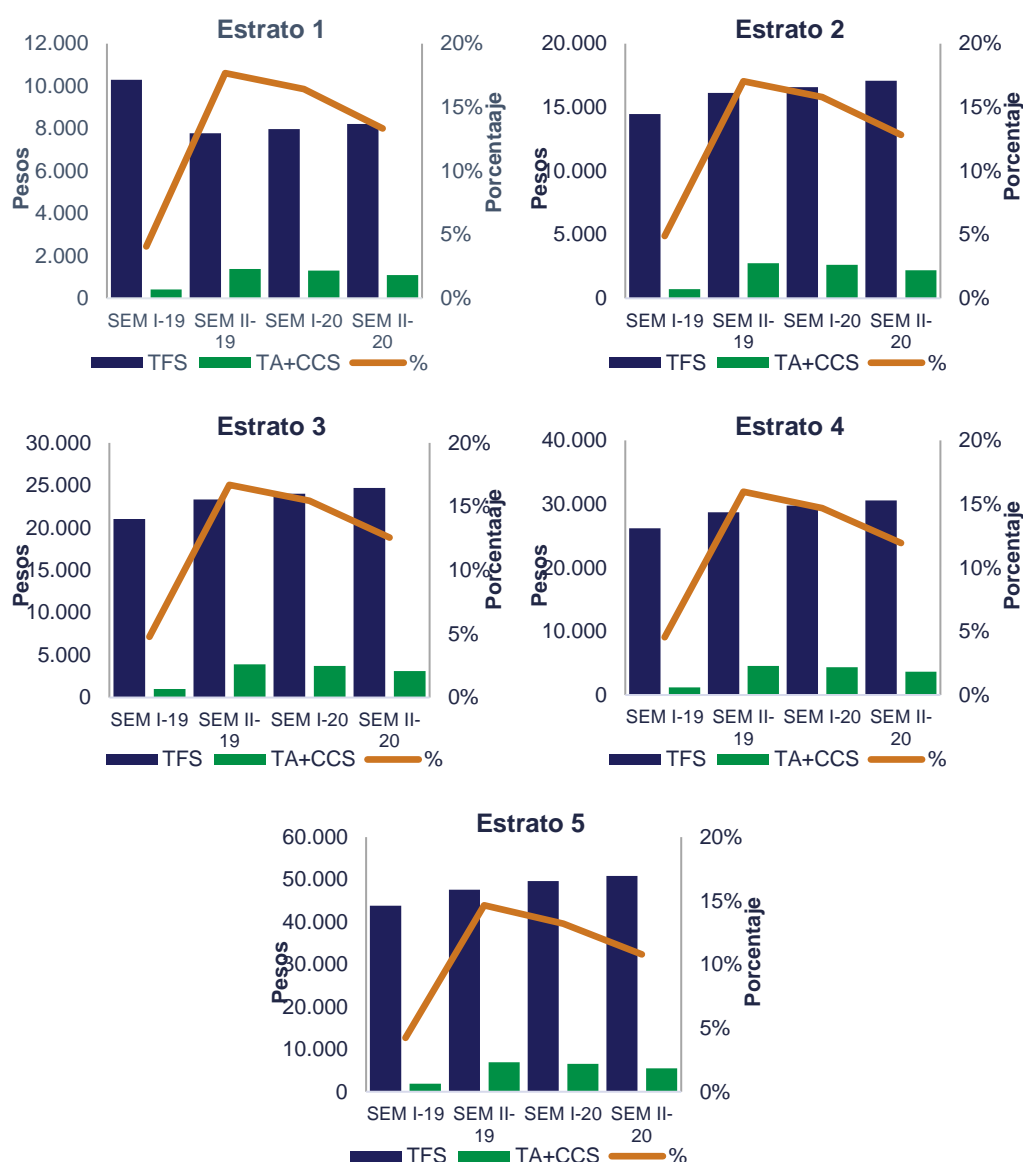 Estrato 1
12.000
10.000
8.000
6.000
4.000
2.000
0
Pesos
20%
15%
10%
5%
0%
Porcentaaje
SEM I-19 SEM II-19 SEM I-20 SEM II-20
TFS TA+CCS %
Estrato 2
20.000
15.000
10.000
5.000
0
Pesos
20%
15%
10%
5%
0%
Porcentaaje
SEM I-19 SEM II-19 SEM I-20 SEM II-20
TFS TA+CCS %
Estrato 3
30.000
25.000
20.000
15.000
10.000
5.000
0
Pesos
20%
15%
10%
5%
0%
Porcentaaje
SEM I-19 SEM II-19 SEM I-20 SEM II-20
TFS TA+CCS %
Estrato 4
40.000
30.000
20.000
10.000
0
Pesos
20%
15%
10%
5%
0%
Porcentaaje
SEM I-19 SEM II-19 SEM I-20 SEM II-20
TFS TA+CCS %
Estrato 5
60.000
50.000
40.000
30.000
20.000
10.000
0
Pesos
20%
15%
10%
5%
0%
Porcentaje
SEM I-19 SEM II-19 SEM I-20 SEM II-20
TFS TA+CCS %